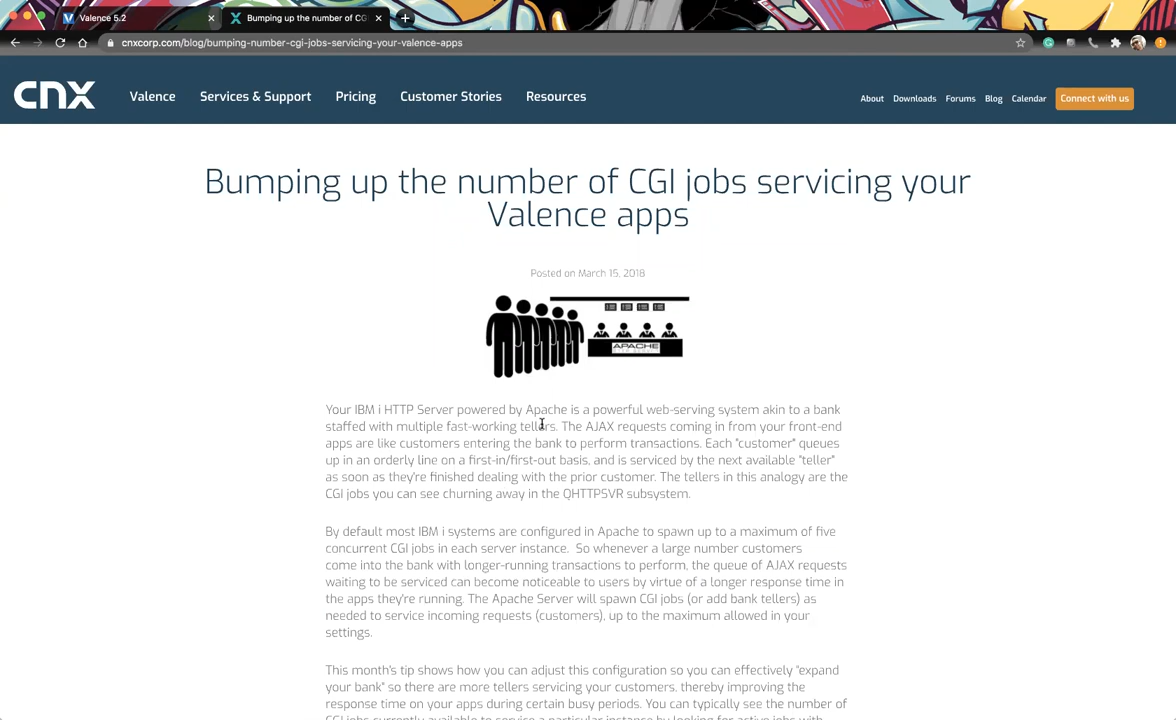 Valence 5.2
Bumping up the number of CG
cnxcorp.com/blog/bumping-number-cgi-jobs-servicing-your-valence-apps
cnx
Valence
Services & Support
Pricing
Customer Stories
Resources
About
Downloads
Forums
Blog
Calendar
Connect with us
Bumping up the number of CGI jobs servicing your
Valence apps
Posted on March 15, 2018
APACHE
Your IBM i HTTP Server powered by Apache is a powerful web-serving system akin to a bank
staffed with multiple fast-working tellers. The AJAX requests coming in from your front-end
apps are like customers entering the bank to perform transactions. Each "customer" queues
up in an orderly line on a first-in/first-out basis, and is serviced by the next available "teller"
as soon as they're finished dealing with the prior customer. The tellers in this analogy are the
CGI jobs you can see churning away in the QHTTPSVR subsystem.
By default most IBM i systems are configured in Apache to spawn up to a maximum of five
concurrent CGI jobs in each server instance. So whenever a large number customers
come into the bank with longer-running transactions to perform, the queue of AJAX requests
waiting to be serviced can become noticeable to users by virtue of a longer response time in
the apps they're running. The Apache Server will spawn CGI jobs (or add bank tellers) as
needed to service incoming requests (customers), up to the maximum allowed in your
settings.
This month's tip shows how you can adjust this configuration so you can effectively "expand
your bank" so there are more tellers servicing your customers, thereby improving the
response time on your apps during certain busy periods. You can typically see the number of
CGI jobs currently available to service a particular instance by looking for active jobs with